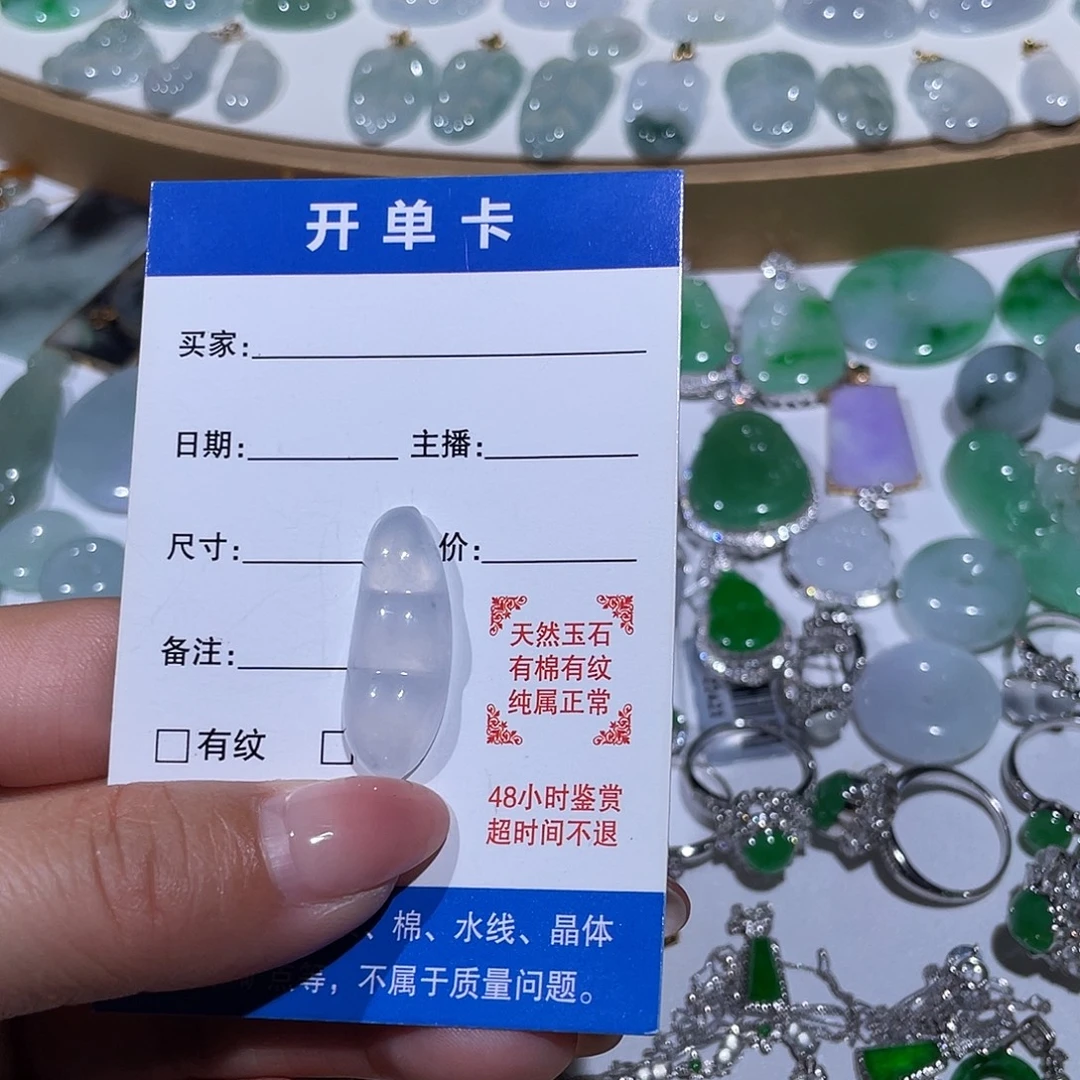 开单卡
买家:
日期: 主播:
尺寸: 价:
备注:
天然玉石
有棉有纹
纯属正常
有纹
48小时鉴赏
超时间不退
、棉、水线、晶体
点等，不属于质量问题。